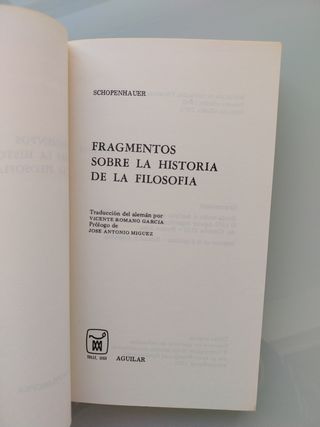 SCHOPENHAUER
FRAGMENTOS
SOBRE LA HISTORIA
DE LA FILOSOFIA
Traducción del alemán por
VICENTE ROMANO GARCIA
Prólogo de
JOSE ANTONIO MIGUEZ
AGUILAR